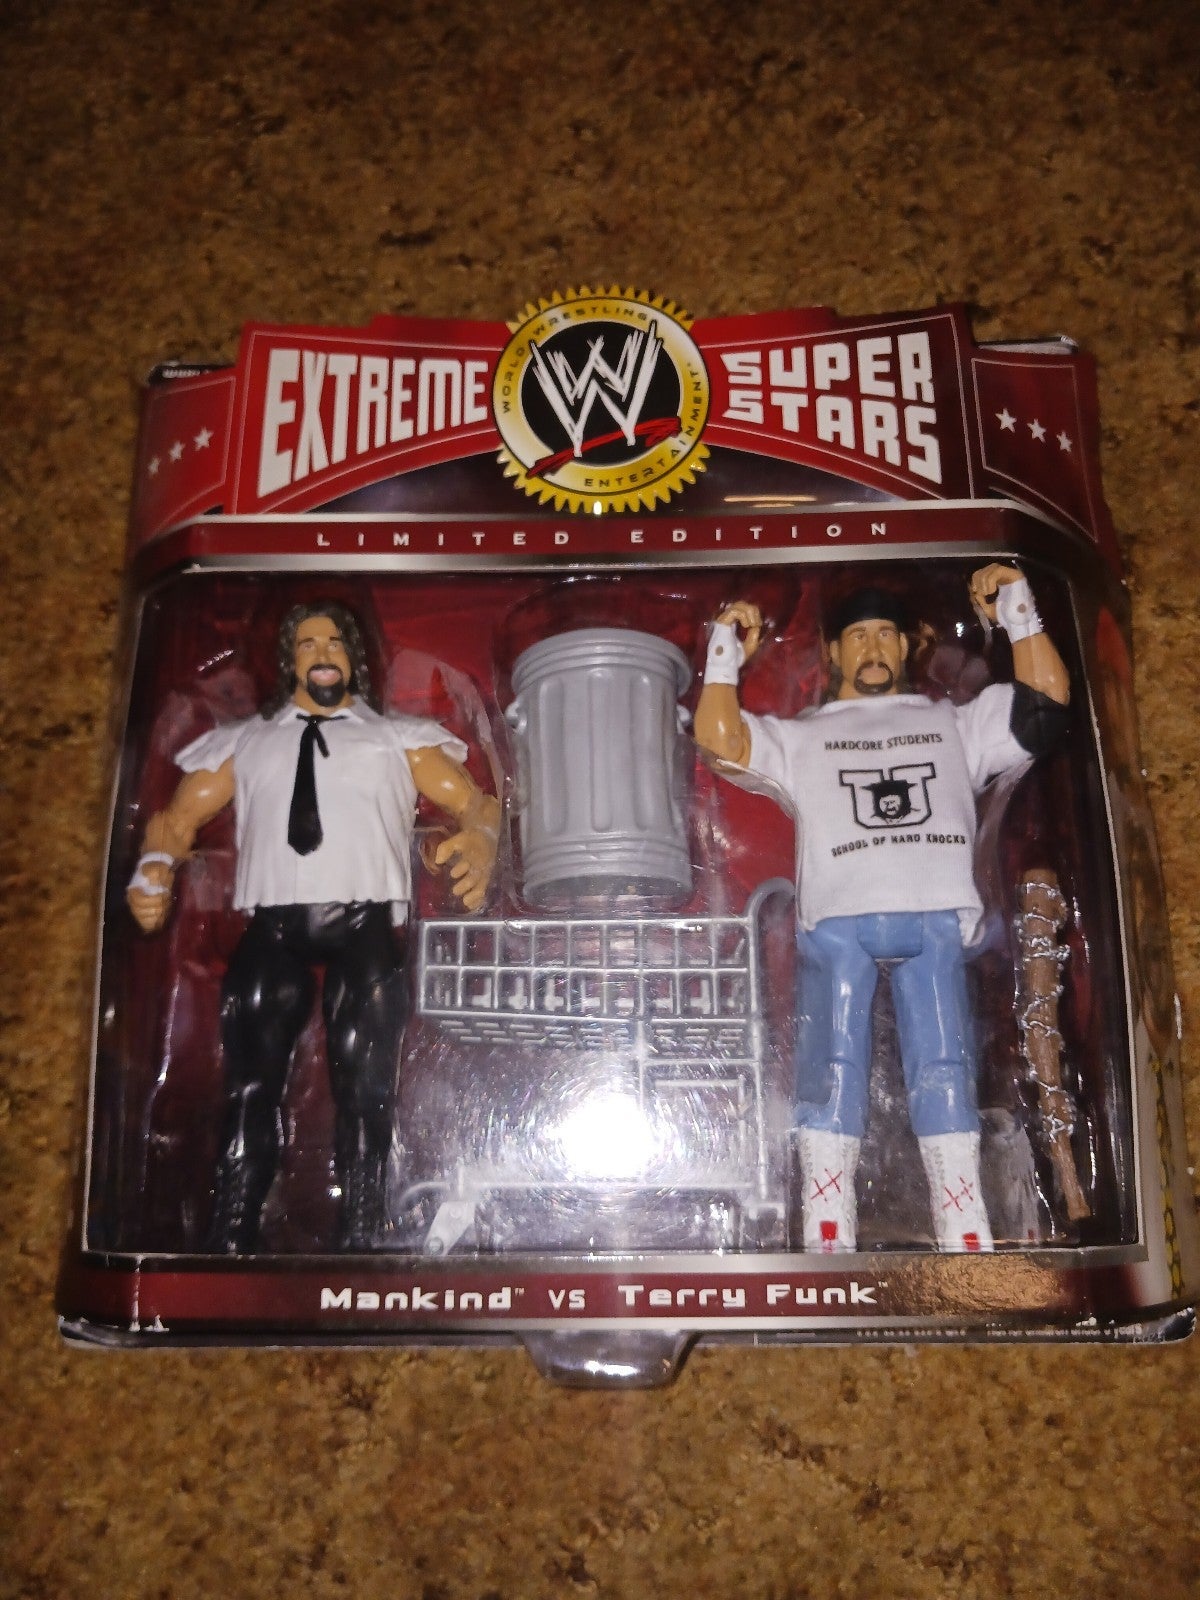 EXTREME
WORLD WRESTLING
W
ENTERTAINMENT
SUPER
STARS
LIMITED EDITION
HARDCORE STUDENTS
U
SCHOOL OF HARD KNOCKS
Mankind™ VS Terry Funk™